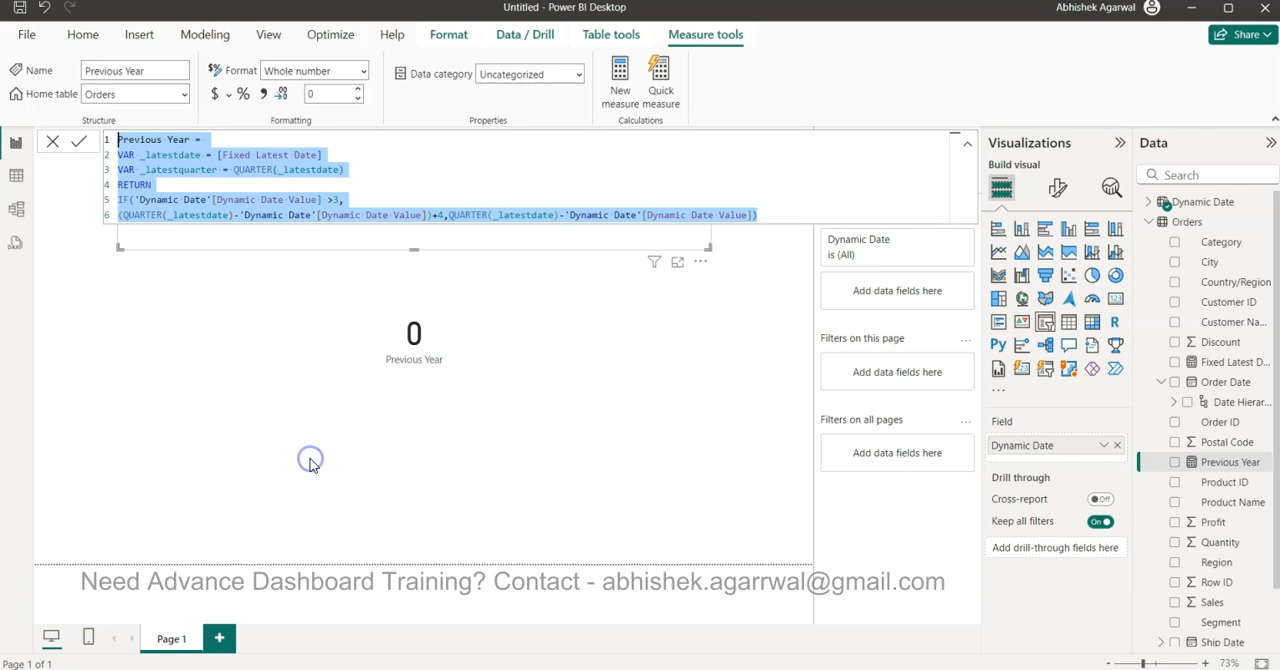 Untitled - Power BI Desktop
Abhishek Agarwal
File
Home
Insert
Modeling
View
Optimize
Help
Format
Data / Drill
Table tools
Measure tools
Share
Name
Previous Year
Home table
Orders
Structure
Format
Whole number
$
%
0
Formatting
Data category
Uncategorized
Properties
New
measure
Quick
measure
Calculations
1 Previous Year =
2 VAR _latestdate = [Fixed Latest Date]
3 VAR _latestquarter = QUARTER(_latestdate)
4 RETURN
5 IF('Dynamic Date'[Dynamic Date Value] >3,
6 (QUARTER(_latestdate)-'Dynamic Date'[Dynamic Date Value])+4,QUARTER(_latestdate)-'Dynamic Date'[Dynamic Date Value])
0
Previous Year
Dynamic Date
is (All)
Add data fields here
Filters on this page
...
Add data fields here
Filters on all pages
...
Add data fields here
Visualizations
Build visual
123
R
Py
...
Field
Dynamic Date
Drill through
Cross-report
Off
Keep all filters
On
Add drill-through fields here
Data
Search
Dynamic Date
Orders
Category
City
Country/Region
Customer ID
Customer Na...
Discount
Fixed Latest D...
Order Date
Date Hierar...
Order ID
Postal Code
Previous Year
Product ID
Product Name
Profit
Quantity
Region
Row ID
Sales
Segment
Ship Date
Need Advance Dashboard Training? Contact - abhishek.agarrwal@gmail.com
Page 1
+
Page 1 of 1
- + 73%